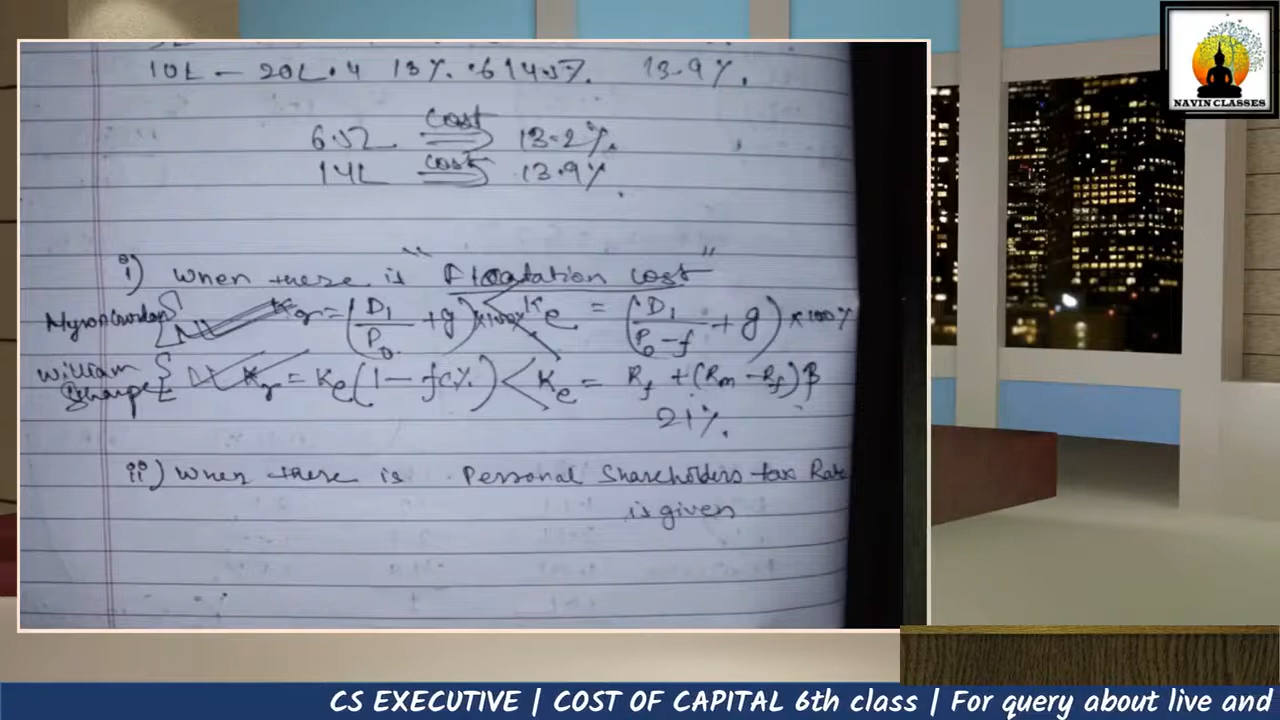 10L - 20L .4 13% .61457. 13.9%.
6.5L cost 13.2%.
14L cost 13.9%
i) When there is "Floatation cost"
Myron Gordon Kr = (D1/P0 + g) x 100% Ke = (D1/P0-f + g) x 100%
William Sharpe Kr = Ke(1 - fc%) Ke = Rf + (Rm - Rf) β
21%.
ii) When there is Personal Shareholders tax Rate
is given
NAVIN CLASSES
CS EXECUTIVE | COST OF CAPITAL 6th class | For query about live and